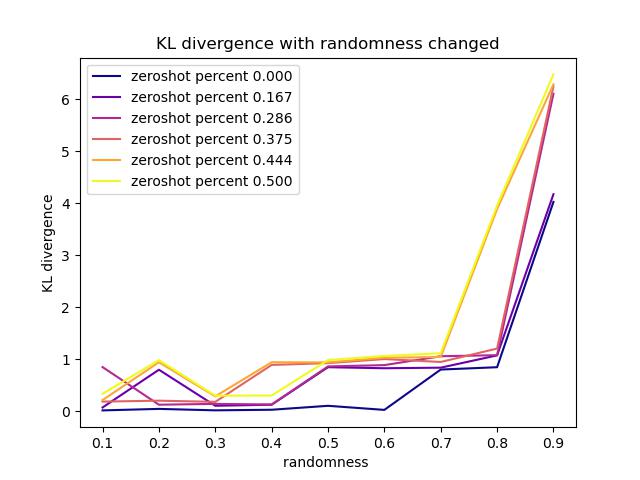 KL divergence with randomness changed
zeroshot percent 0.000
zeroshot percent 0.167
zeroshot percent 0.286
zeroshot percent 0.375
zeroshot percent 0.444
zeroshot percent 0.500
KL divergence
6
5
4
3
2
1
0
0.1 0.2 0.3 0.4 0.5 0.6 0.7 0.8 0.9
randomness